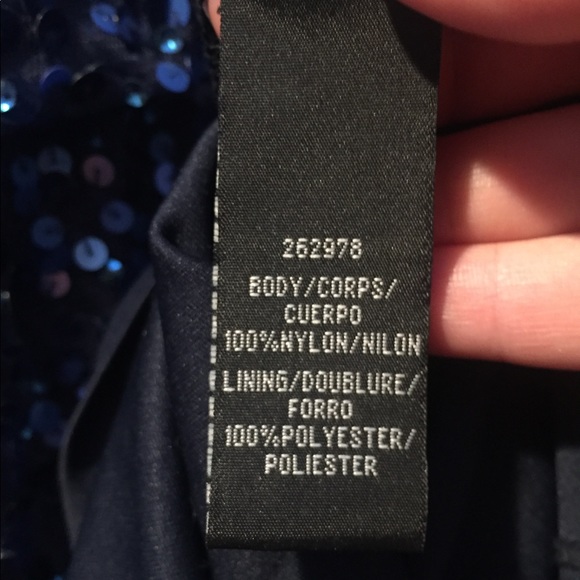 262978
BODY/CORPS/
CUERPO
100%NYLON/NILON
LINING/DOUBLURE/
FORRO
100%POLYESTER/
POLIESTER